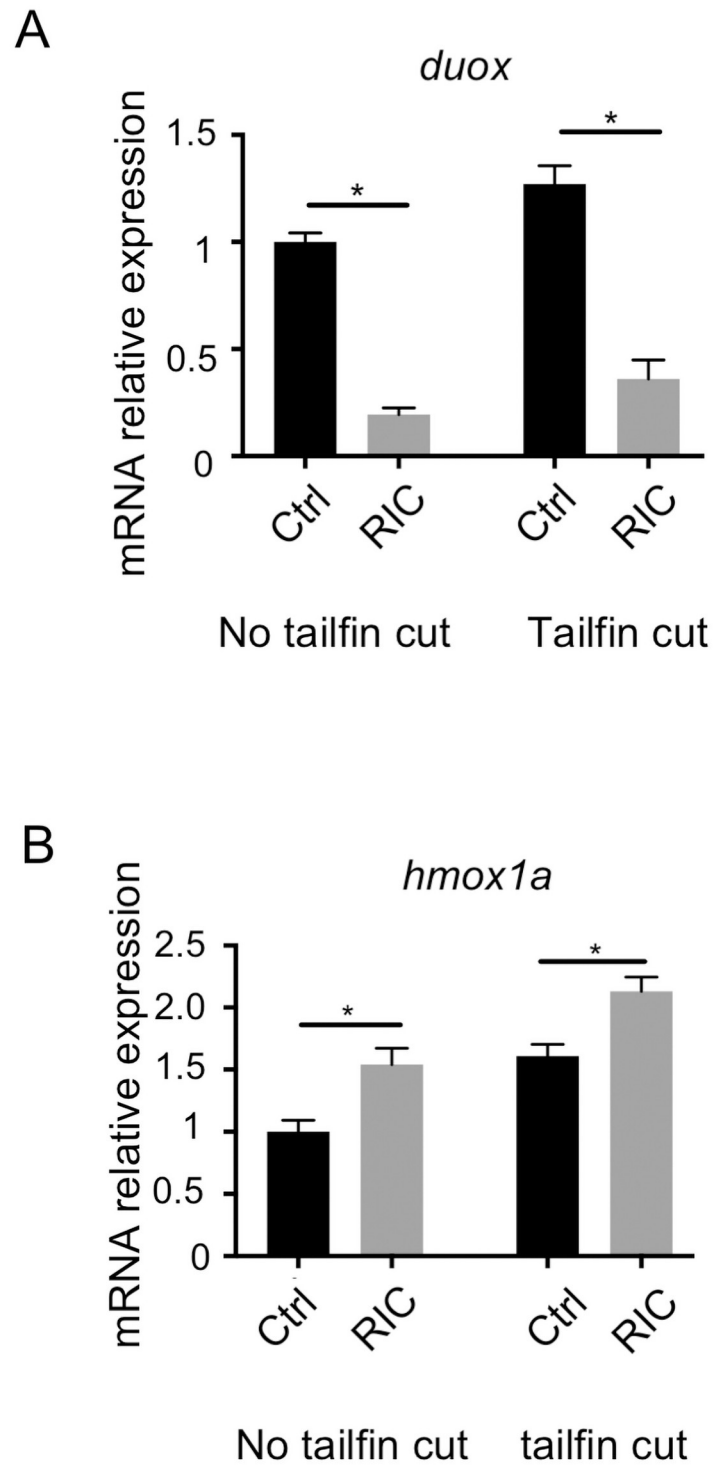 A
duox
mRNA relative expression
1.5
1
0.5
0
*
*
Ctrl
RIC
Ctrl
RIC
No tailfin cut
Tailfin cut
B
hmox1a
mRNA relative expression
2.5
2.0
1.5
1
0.5
0
*
*
Ctrl
RIC
Ctrl
RIC
No tailfin cut
tailfin cut